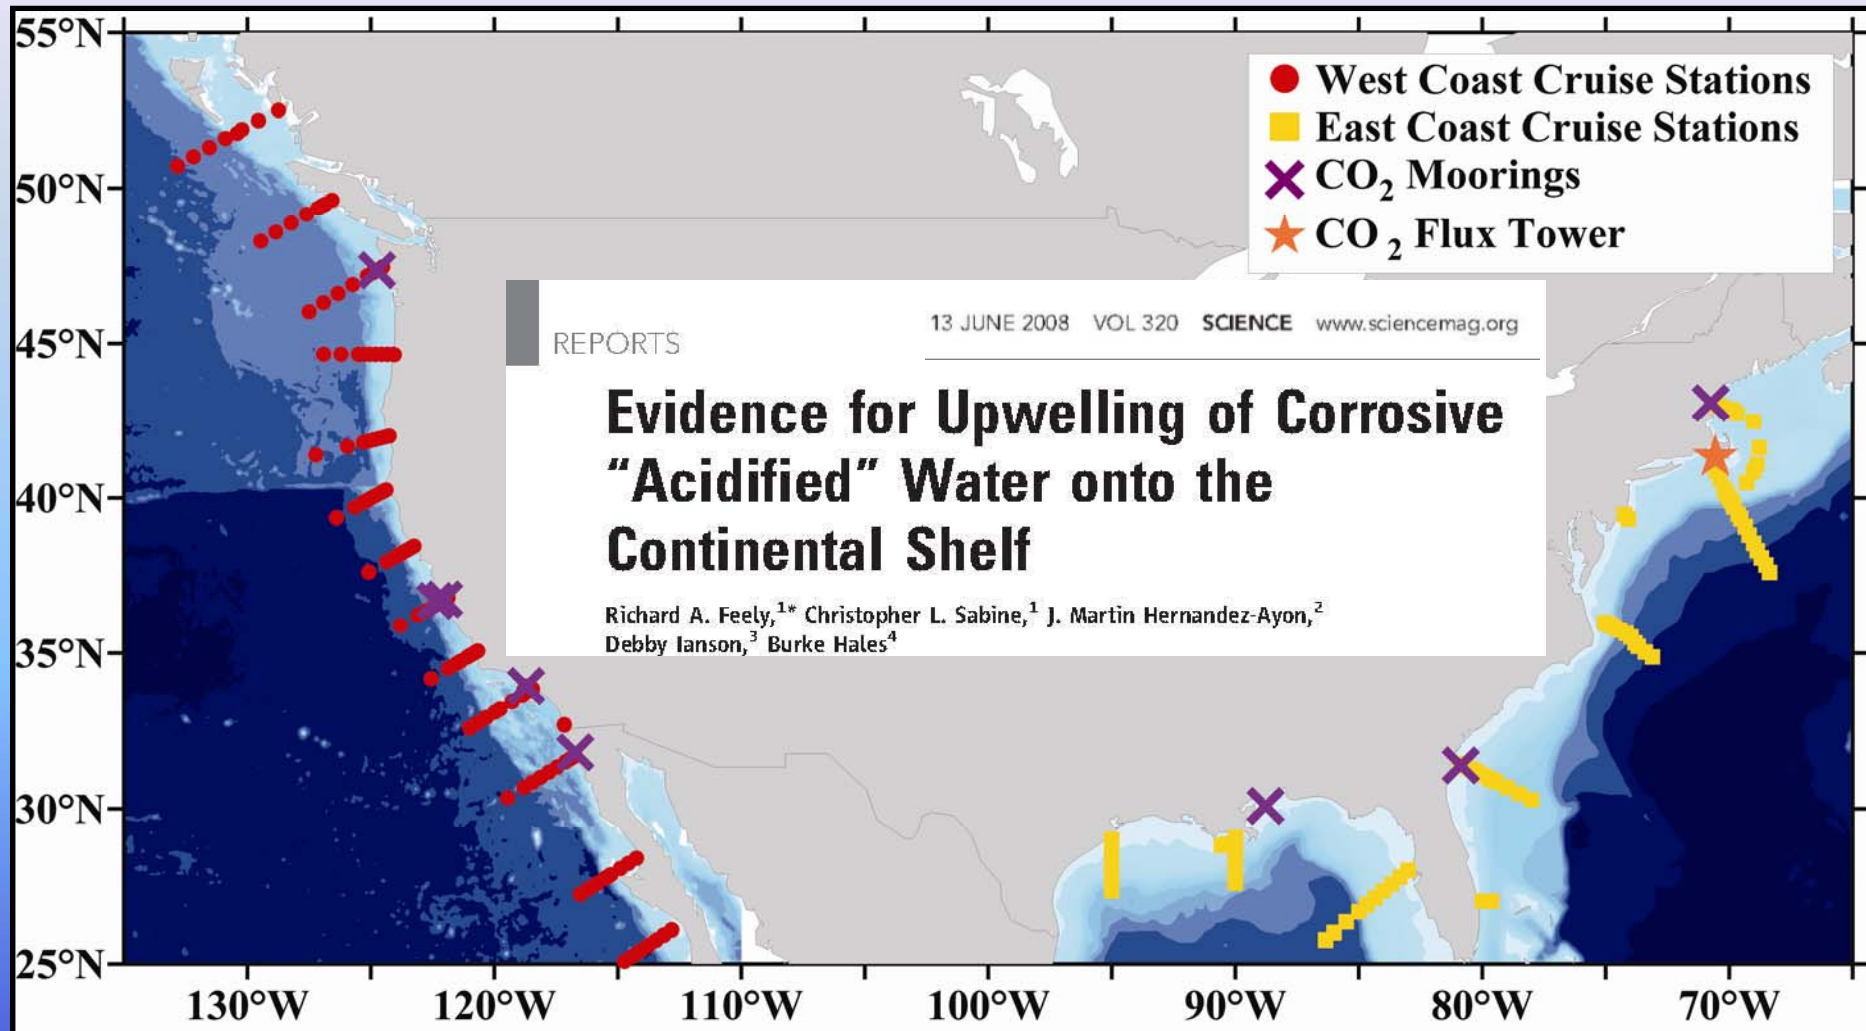 55°N
50°N
45°N
40°N
35°N
30°N
25°N
130°W 120°W 110°W 100°W 90°W 80°W 70°W
West Coast Cruise Stations
East Coast Cruise Stations
CO₂ Moorings
CO₂ Flux Tower
REPORTS
13 JUNE 2008 VOL 320 SCIENCE www.sciencemag.org
Evidence for Upwelling of Corrosive
“Acidified” Water onto the
Continental Shelf
Richard A. Feely,¹* Christopher L. Sabine,¹ J. Martin Hernandez-Ayon,²
Debby Ianson,³ Burke Hales⁴